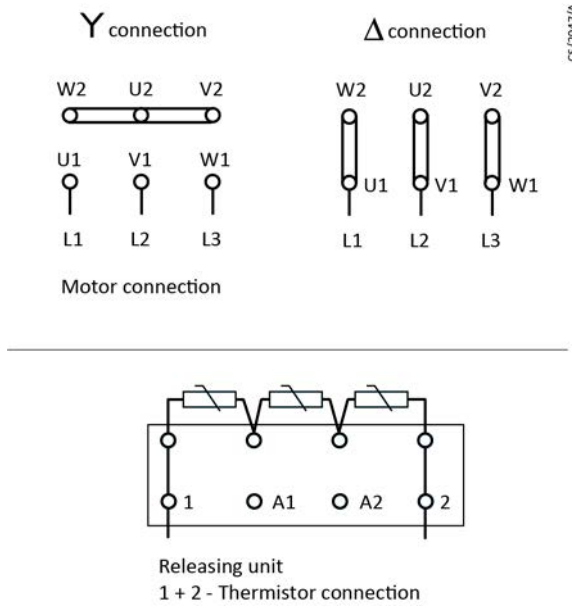 Y connection
Δ connection
W2 U2 V2
W2 U2 V2
U1 V1 W1
U1 V1 W1
L1 L2 L3
L1 L2 L3
Motor connection
1 A1 A2 2
Releasing unit
1 + 2 - Thermistor connection